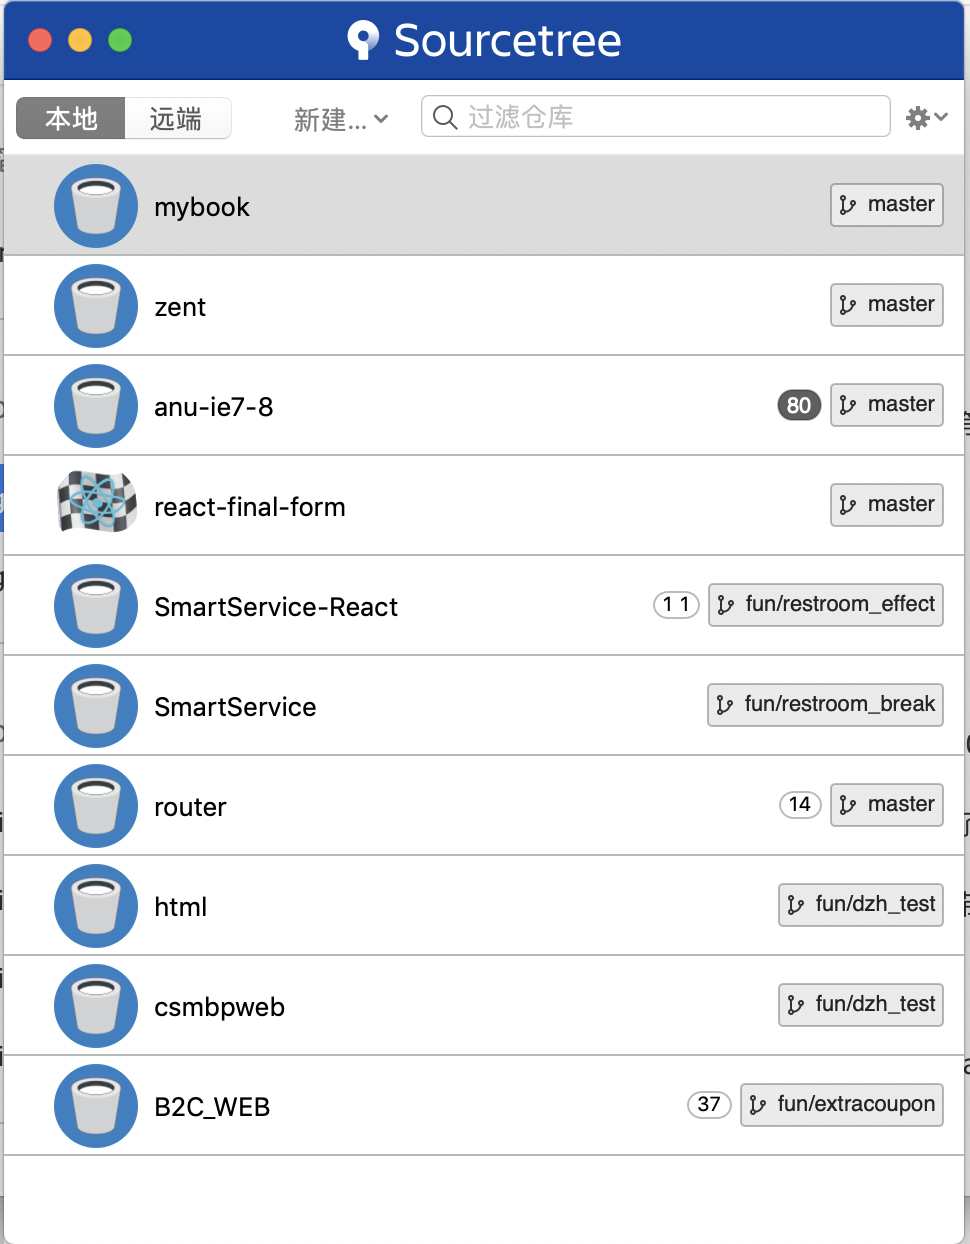 Sourcetree
本地 远端 新建... 过滤仓库
mybook master
zent master
anu-ie7-8 80 master
react-final-form master
SmartService-React 1 1 fun/restroom_effect
SmartService fun/restroom_break
router 14 master
html fun/dzh_test
csmbpweb fun/dzh_test
B2C_WEB 37 fun/extracoupon